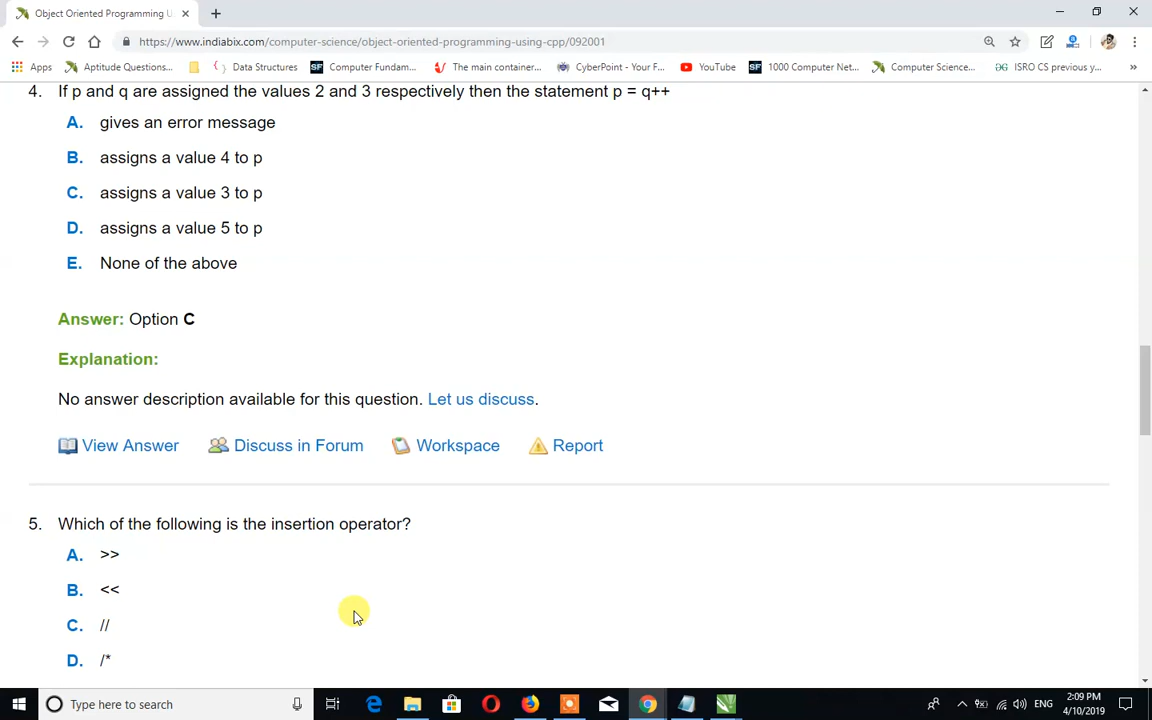 Object Oriented Programming U
https://www.indiabix.com/computer-science/object-oriented-programming-using-cpp/092001
Apps Aptitude Questions... Data Structures SF Computer Fundam... The main container... CyberPoint - Your F... YouTube SF 1000 Computer Net... Computer Science... ISRO CS previous y... »
4. If p and q are assigned the values 2 and 3 respectively then the statement p = q++
A. gives an error message
B. assigns a value 4 to p
C. assigns a value 3 to p
D. assigns a value 5 to p
E. None of the above
Answer: Option C
Explanation:
No answer description available for this question. Let us discuss.
View Answer Discuss in Forum Workspace Report
5. Which of the following is the insertion operator?
A. >>
B. <<
C. //
D. /*
Type here to search
ENG
2:09 PM
4/10/2019